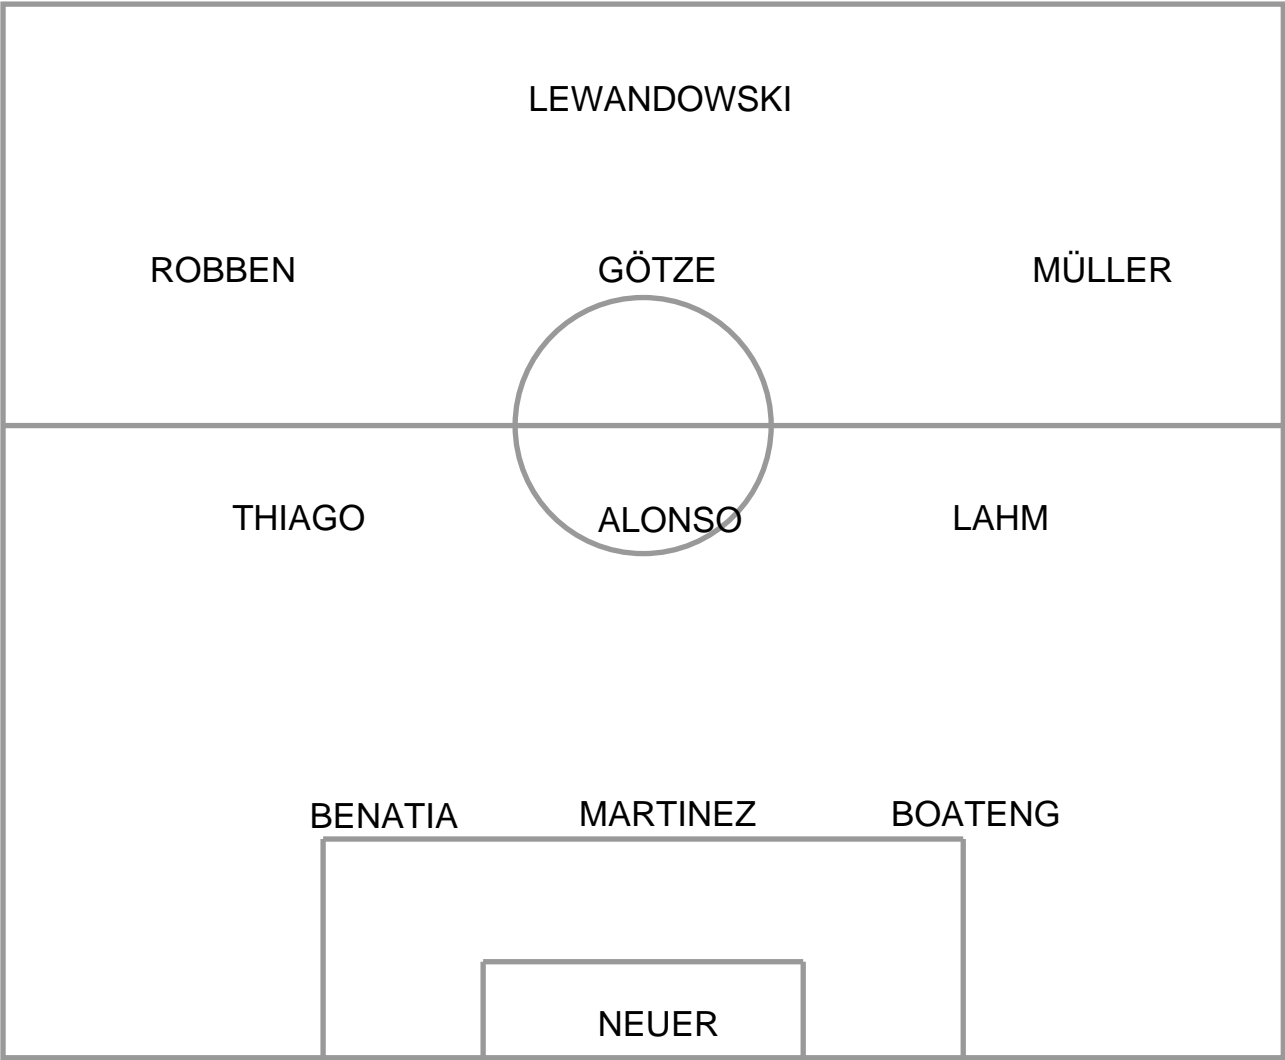 LEWANDOWSKI
ROBBEN GÖTZE MÜLLER
THIAGO ALONSO LAHM
BENATIA MARTINEZ BOATENG
NEUER